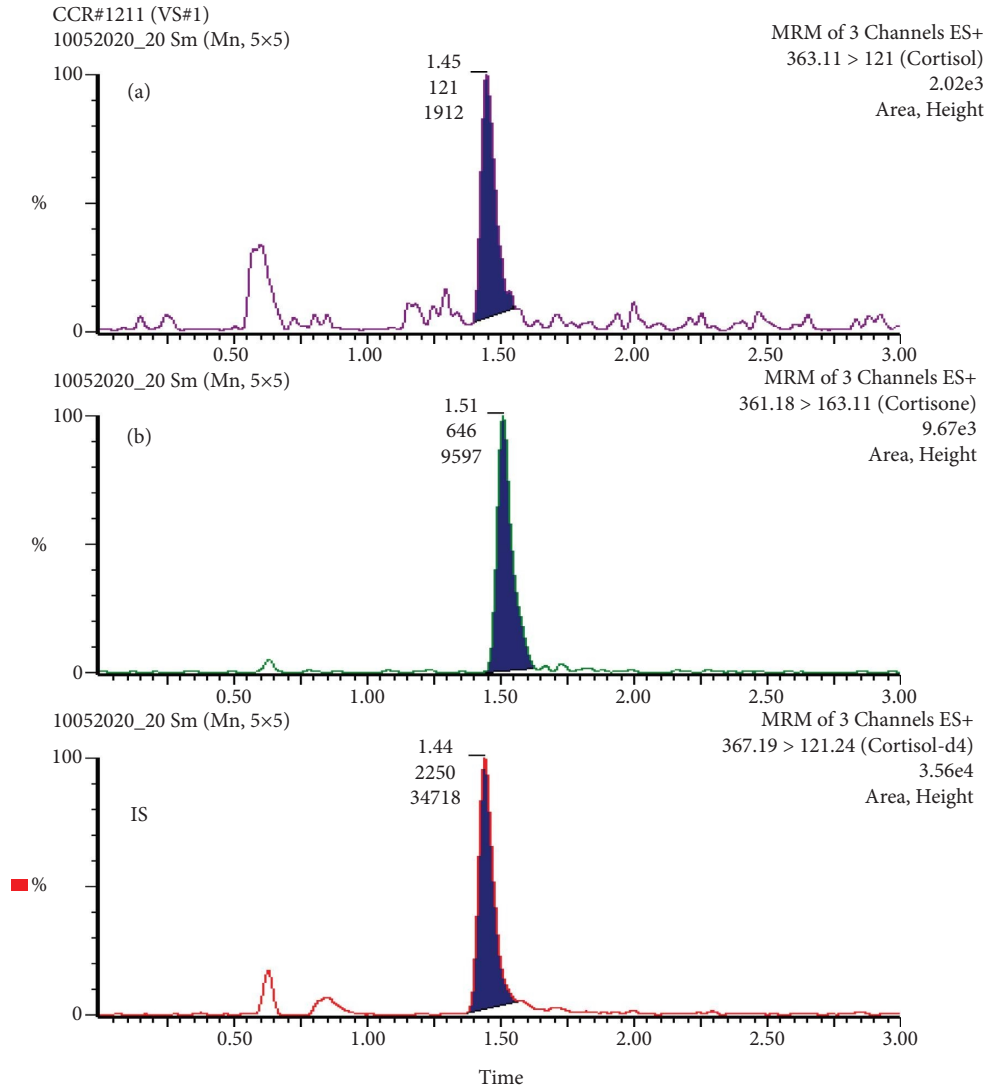 CCR#1211 (VS#1)
10052020_20 Sm (Mn, 5×5)
MRM of 3 Channels ES+
363.11 > 121 (Cortisol)
2.02e3
Area, Height
1.45
121
1912
100
(a)
%
0
0.50 1.00 1.50 2.00 2.50 3.00
10052020_20 Sm (Mn, 5×5)
MRM of 3 Channels ES+
361.18 > 163.11 (Cortisone)
9.67e3
Area, Height
1.51
646
9597
100
(b)
%
0
0.50 1.00 1.50 2.00 2.50 3.00
10052020_20 Sm (Mn, 5×5)
MRM of 3 Channels ES+
367.19 > 121.24 (Cortisol-d4)
3.56e4
Area, Height
1.44
2250
34718
100
IS
%
0
0.50 1.00 1.50 2.00 2.50 3.00
Time